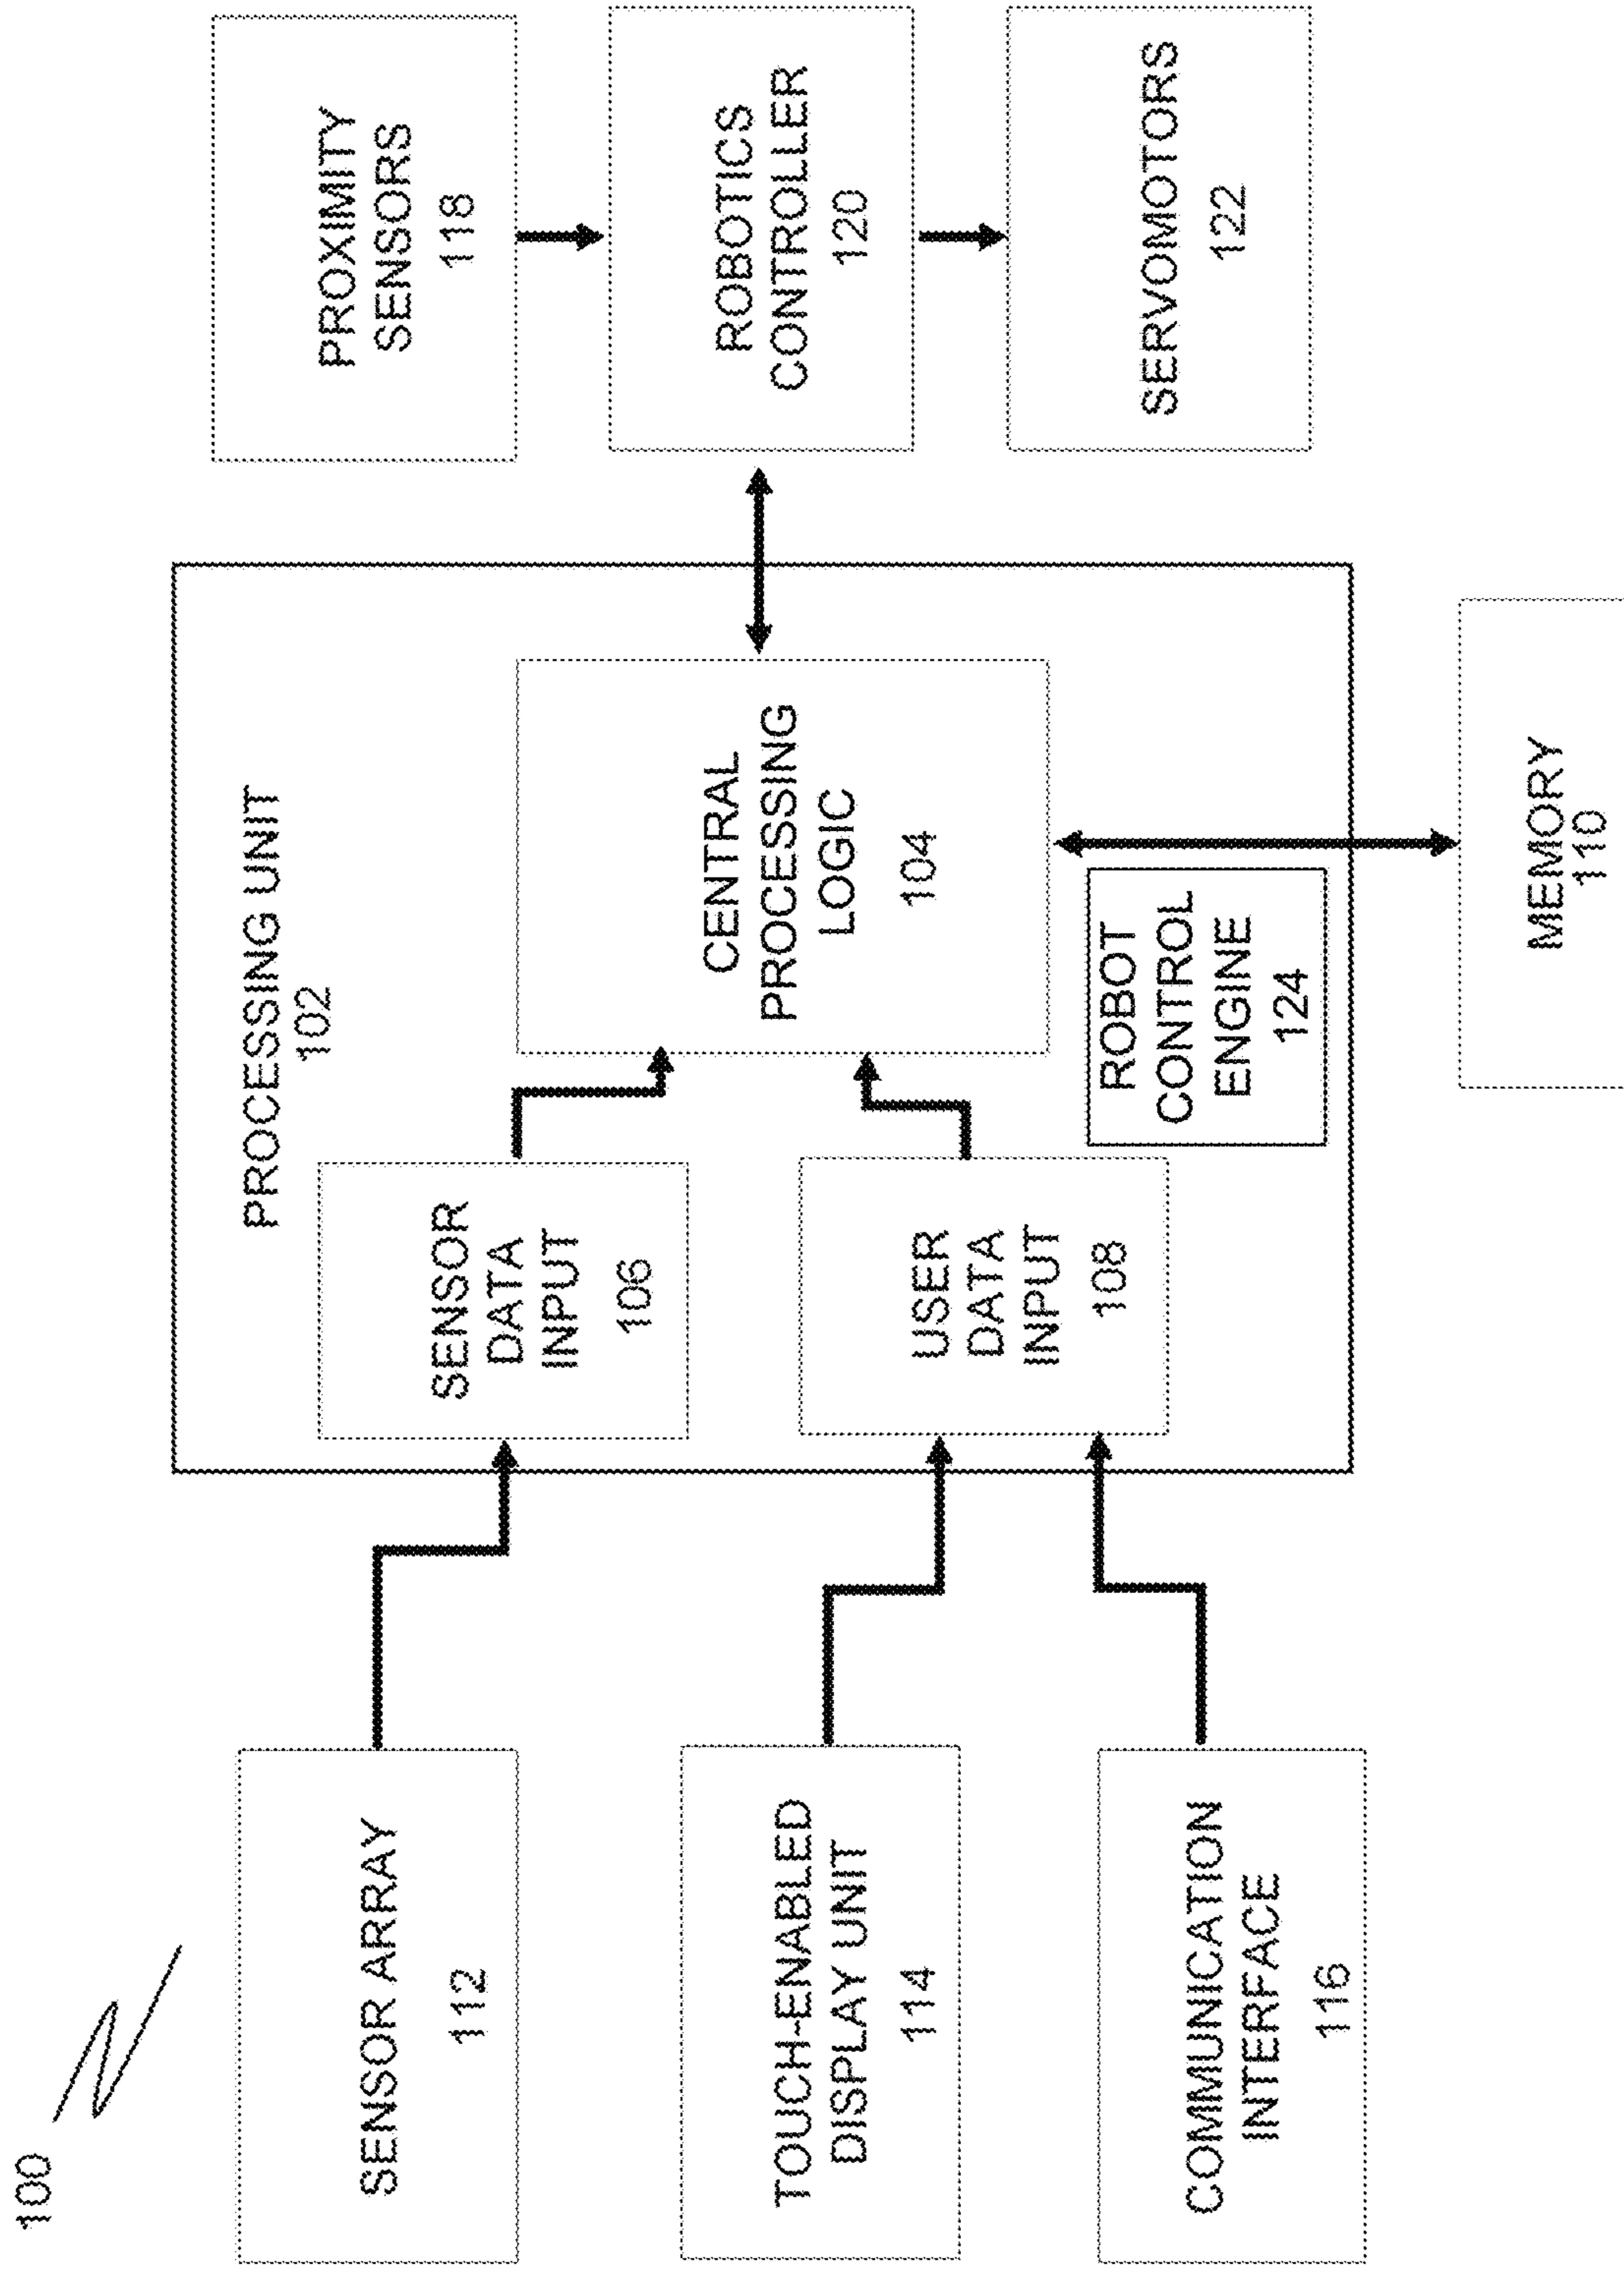 100
SENSOR ARRAY
112
TOUCH-ENABLED
DISPLAY UNIT
114
COMMUNICATION
INTERFACE
116
PROCESSING UNIT
102
SENSOR
DATA
INPUT
106
USER
DATA
INPUT
108
CENTRAL
PROCESSING
LOGIC
104
ROBOT
CONTROL
ENGINE
124
MEMORY
110
PROXIMITY
SENSORS
118
ROBOTICS
CONTROLLER
120
SERVOMOTORS
122